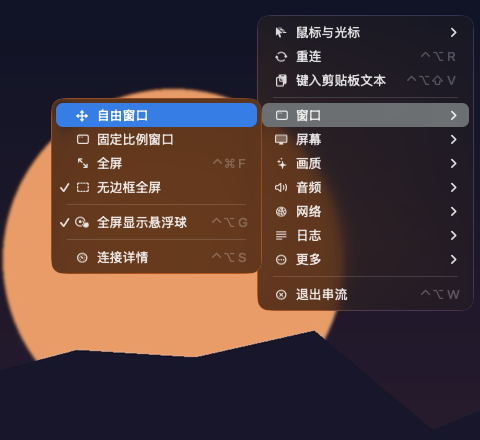 鼠标与光标
重连 ⌃⌥R
键入剪贴板文本 ⌃⌥⇧V
窗口
屏幕
画质
音频
网络
日志
更多
退出串流 ⌃⌥W
自由窗口
固定比例窗口
全屏 ⌃⌘F
无边框全屏
全屏显示悬浮球 ⌃⌥G
连接详情 ⌃⌥S